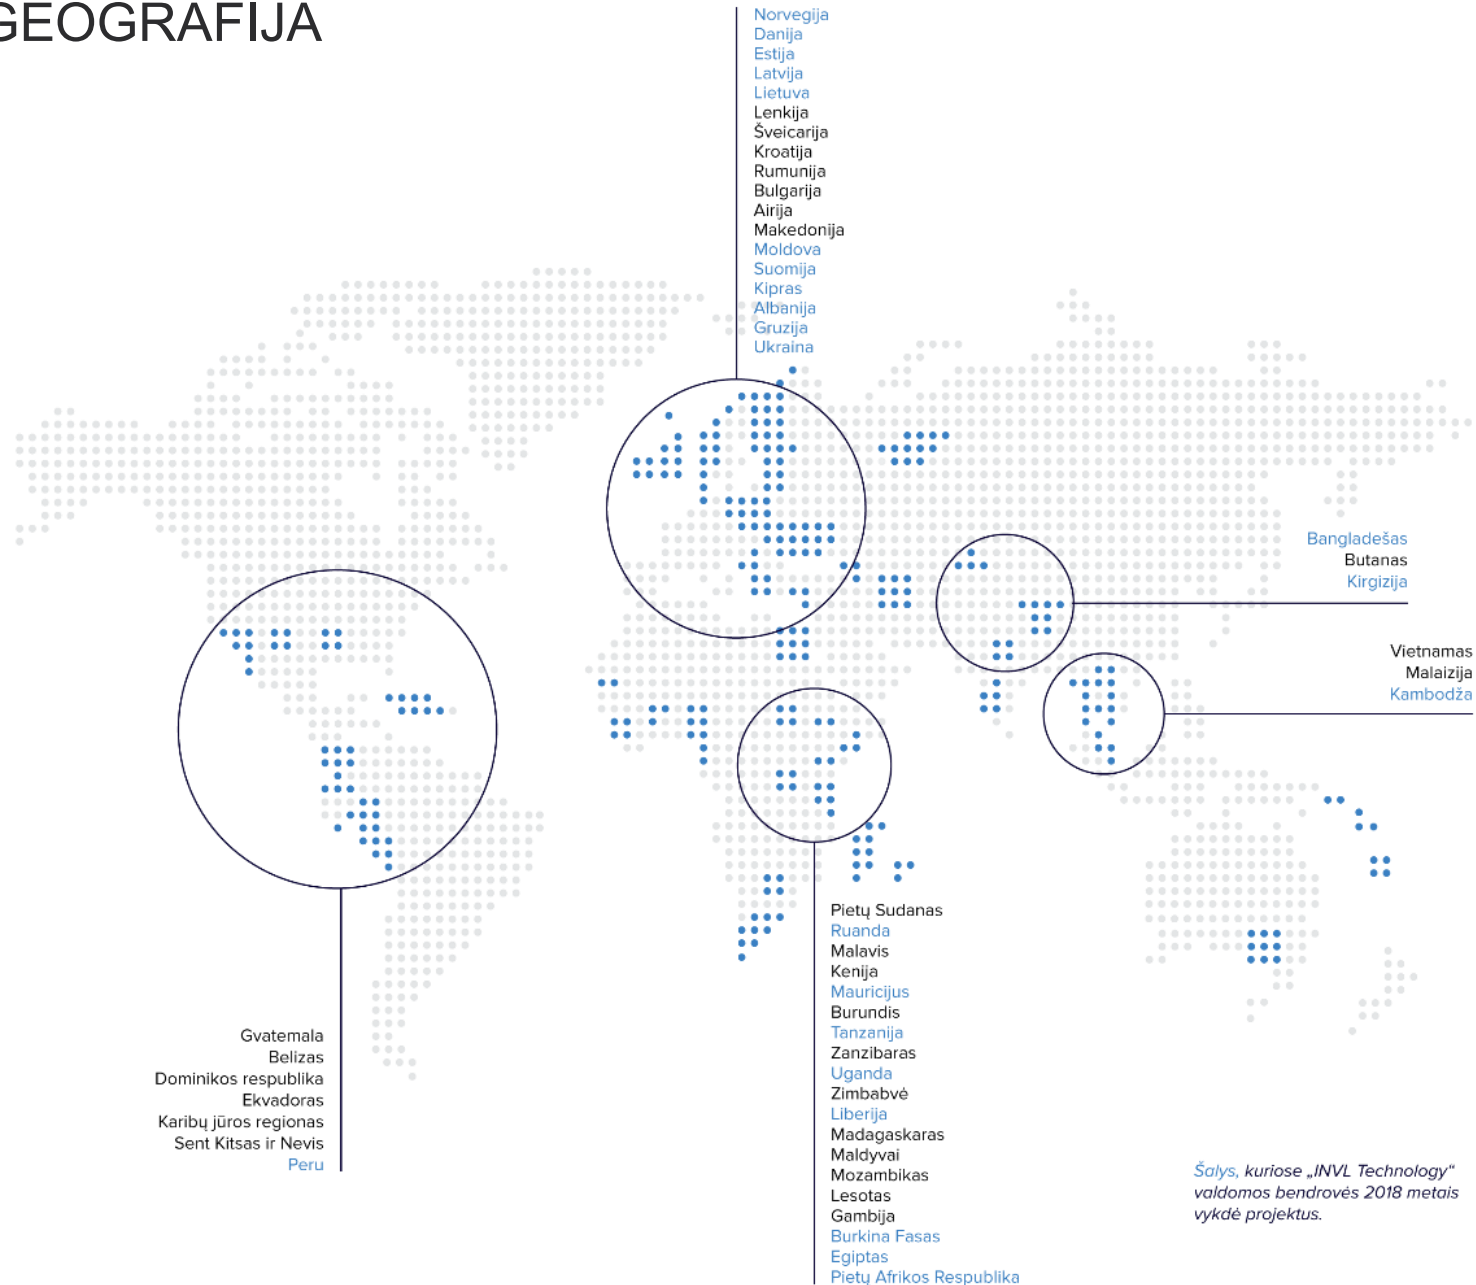 GEOGRAFIJA
Norvegija
Danija
Estija
Latvija
Lietuva
Lenkija
Šveicarija
Kroatija
Rumunija
Bulgarija
Airija
Makedonija
Moldova
Suomija
Kipras
Albanija
Gruzija
Ukraina
Bangladešas
Butanas
Kirgizija
Vietnamas
Malaizija
Kambodža
Pietų Sudanas
Ruanda
Malavis
Kenija
Mauricijus
Burundis
Tanzanija
Zanzibaras
Uganda
Zimbabvė
Liberija
Madagaskaras
Maldyvai
Mozambikas
Lesotas
Gambija
Burkina Fasas
Egiptas
Pietų Afrikos Respublika
Gvatemala
Belizas
Dominikos respublika
Ekvadoras
Karibų jūros regionas
Sent Kitsas ir Nevis
Peru
Šalys, kuriose „INVL Technology“
valdomos bendrovės 2018 metais
vykdė projektus.